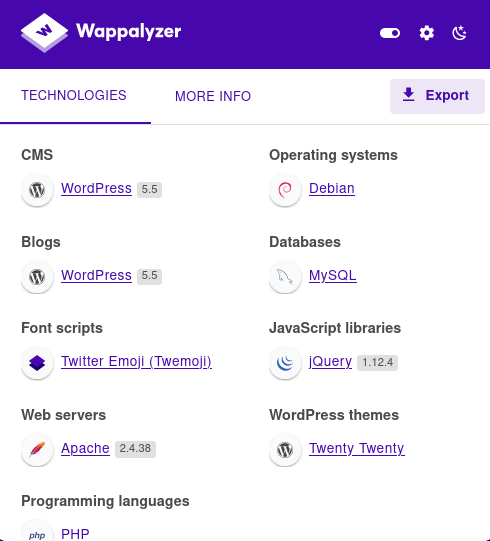 Wappalyzer
TECHNOLOGIES
MORE INFO
Export
CMS
WordPress 5.5
Operating systems
Debian
Blogs
WordPress 5.5
Databases
MySQL
Font scripts
Twitter Emoji (Twemoji)
JavaScript libraries
jQuery 1.12.4
Web servers
Apache 2.4.38
WordPress themes
Twenty Twenty
Programming languages
php PHP